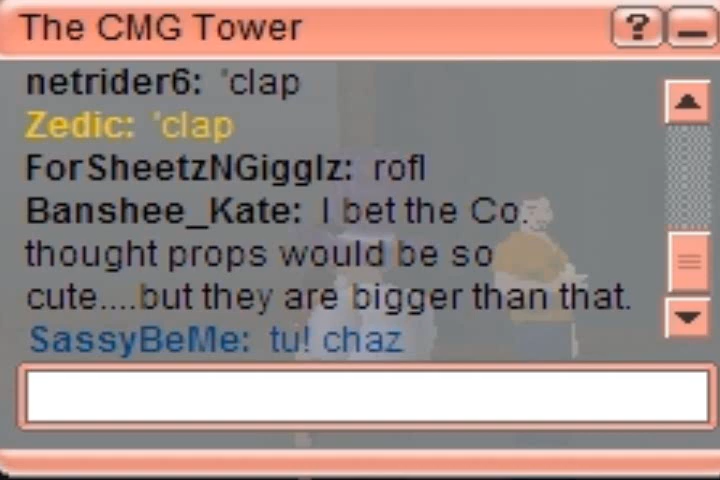 The CMG Tower
?
netrider6: 'clap
Zedic: 'clap
ForSheetzNGigglz: rofl
Banshee_Kate: I bet the Co.
thought props would be so
cute....but they are bigger than that.
SassyBeMe: tu! chaz